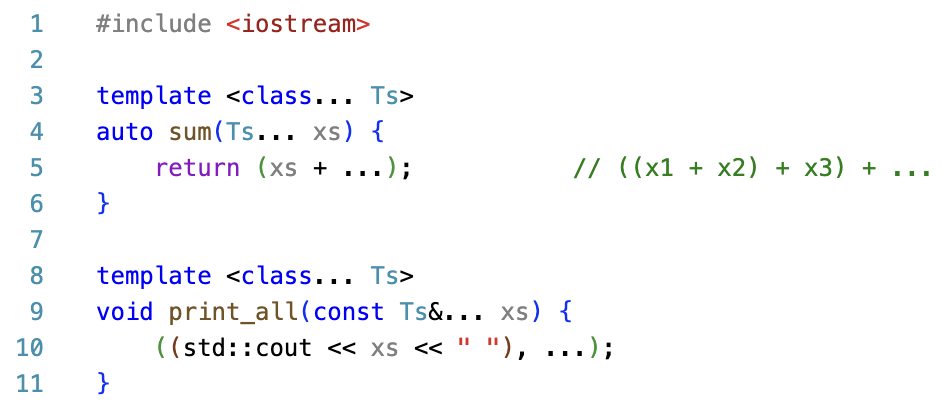 1 #include <iostream>
2
3 template <class... Ts>
4 auto sum(Ts... xs) {
5     return (xs + ...);           // ((x1 + x2) + x3) + ...
6 }
7
8 template <class... Ts>
9 void print_all(const Ts&... xs) {
10     ((std::cout << xs << " "), ...);
11 }